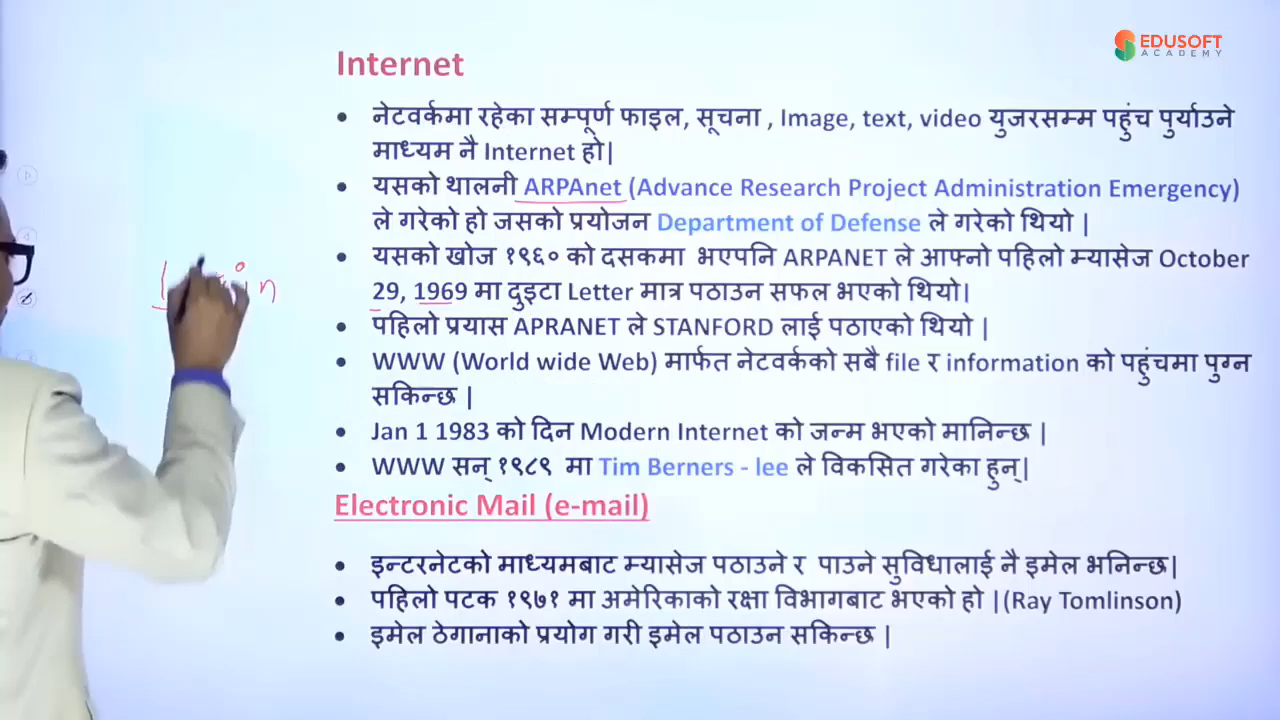 EDUSOFT
ACADEMY
Internet
• नेटवर्कमा रहेका सम्पूर्ण फाइल, सूचना , Image, text, video युजरसम्म पहुंच पुर्याउने
माध्यम नै Internet हो|
• यसको थालनी ARPAnet (Advance Research Project Administration Emergency)
ले गरेको हो जसको प्रयोजन Department of Defense ले गरेको थियो |
• यसको खोज १९६० को दसकमा भएपनि ARPANET ले आफ्नो पहिलो म्यासेज October
29, 1969 मा दुइटा Letter मात्र पठाउन सफल भएको थियो|
• पहिलो प्रयास APRANET ले STANFORD लाई पठाएको थियो |
• WWW (World wide Web) मार्फत नेटवर्कको सबै file र information को पहुंचमा पुग्न
सकिन्छ |
• Jan 1 1983 को दिन Modern Internet को जन्म भएको मानिन्छ |
• WWW सन् १९८९ मा Tim Berners - lee ले विकसित गरेका हुन्|
Electronic Mail (e-mail)
• इन्टरनेटको माध्यमबाट म्यासेज पठाउने र पाउने सुविधालाई नै इमेल भनिन्छ|
• पहिलो पटक १९७१ मा अमेरिकाको रक्षा विभागबाट भएको हो |(Ray Tomlinson)
• इमेल ठेगानाको प्रयोग गरी इमेल पठाउन सकिन्छ |